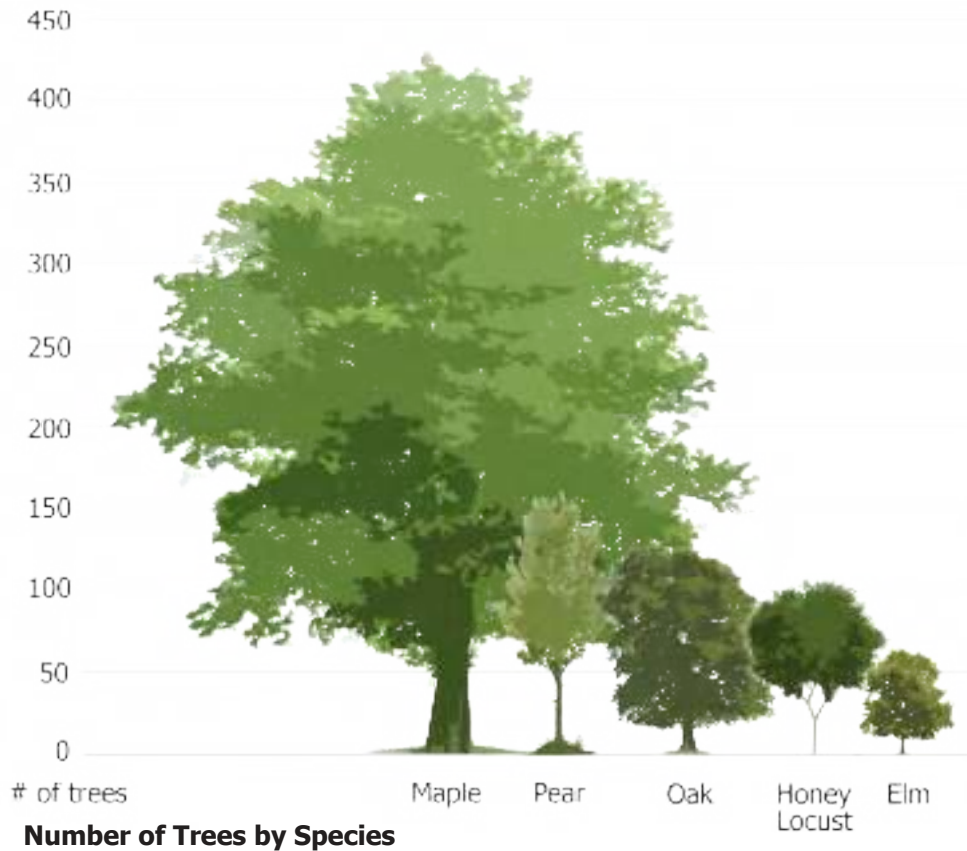 450
400
350
300
250
200
150
100
50
0
# of trees
Maple
Pear
Oak
Honey
Locust
Elm
Number of Trees by Species